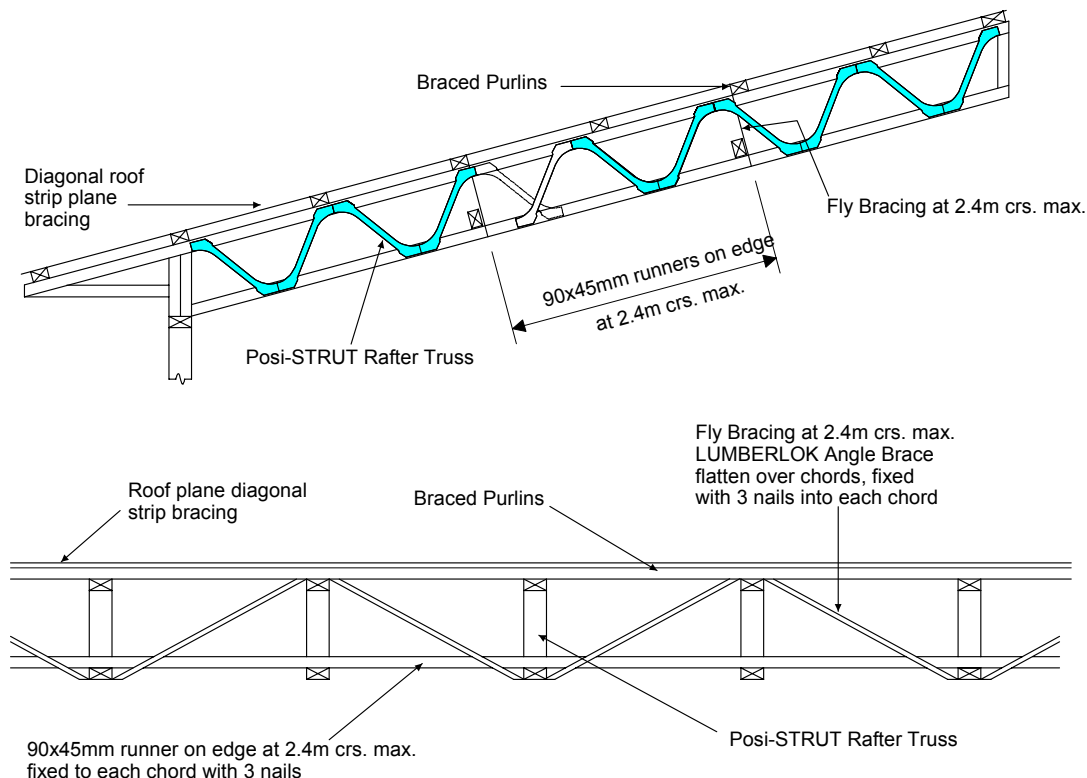 Braced Purlins
Diagonal roof
strip plane
bracing
Fly Bracing at 2.4m crs. max.
90x45mm runners on edge
at 2.4m crs. max.
Posi-STRUT Rafter Truss
Fly Bracing at 2.4m crs. max.
LUMBERLOK Angle Brace
flatten over chords, fixed
with 3 nails into each chord
Roof plane diagonal
strip bracing
Braced Purlins
90x45mm runner on edge at 2.4m crs. max.
fixed to each chord with 3 nails
Posi-STRUT Rafter Truss